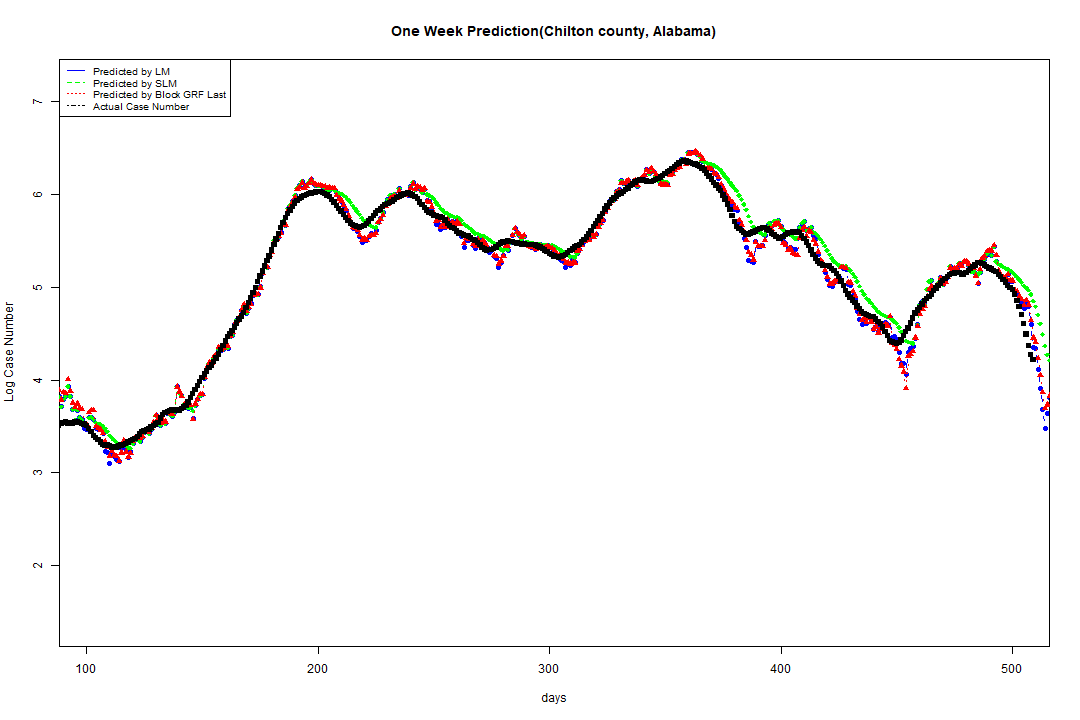 One Week Prediction(Chilton county, Alabama)
Predicted by LM
Predicted by SLM
Predicted by Block GRF Last
Actual Case Number
7
6
5
4
3
2
Log Case Number
100 200 300 400 500
days